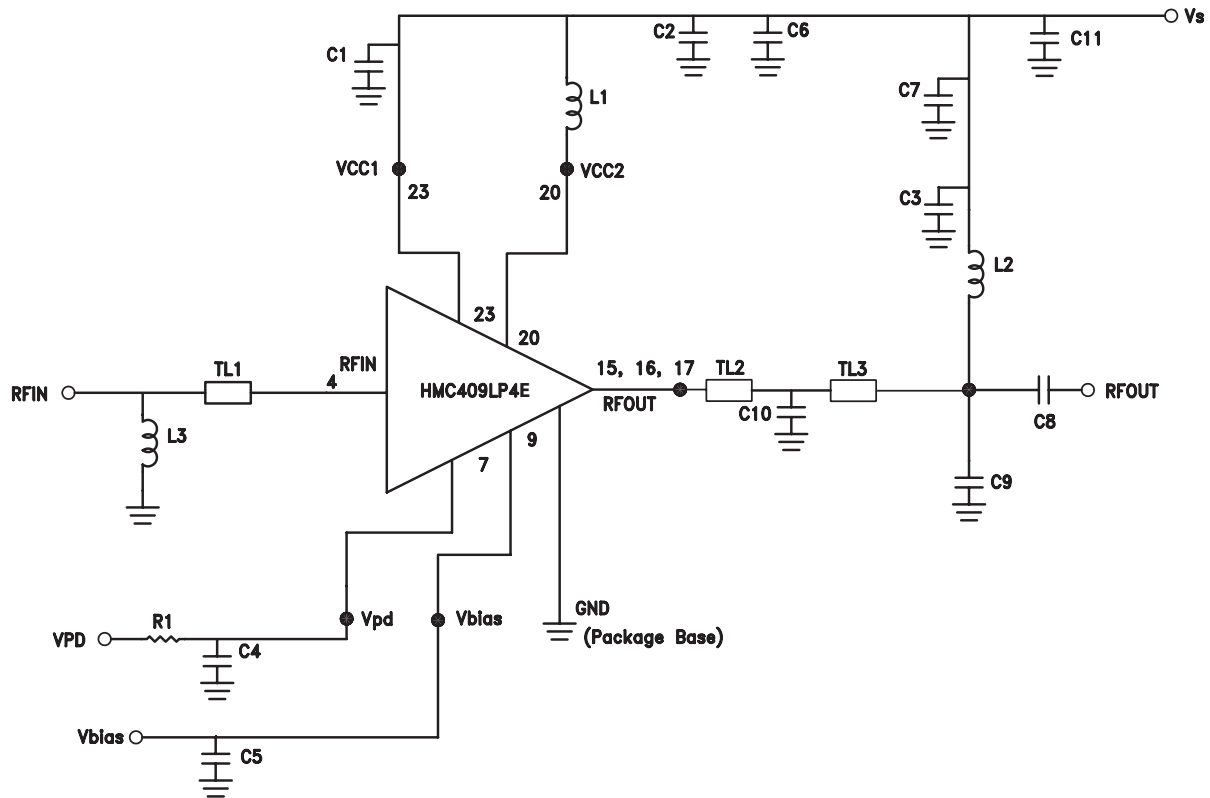 Vs
C1
C2
C6
C11
C7
L1
VCC1
23
20
VCC2
C3
L2
23
20
RFIN
TL1
RFIN
4
HMC409LP4E
15, 16, 17
RFOUT
TL2
C10
TL3
C8
RFOUT
L3
7
9
C9
GND
(Package Base)
Vpd
Vbias
VPD
R1
C4
Vbias
C5